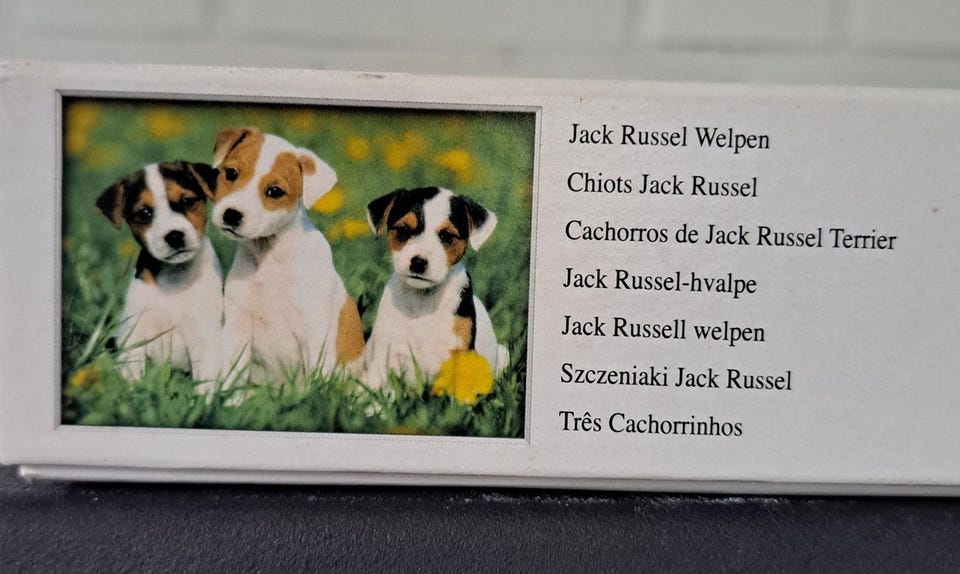 Jack Russel Welpen
Chiots Jack Russel
Cachorros de Jack Russel Terrier
Jack Russel-hvalpe
Jack Russell welpen
Szczeniaki Jack Russel
Três Cachorrinhos